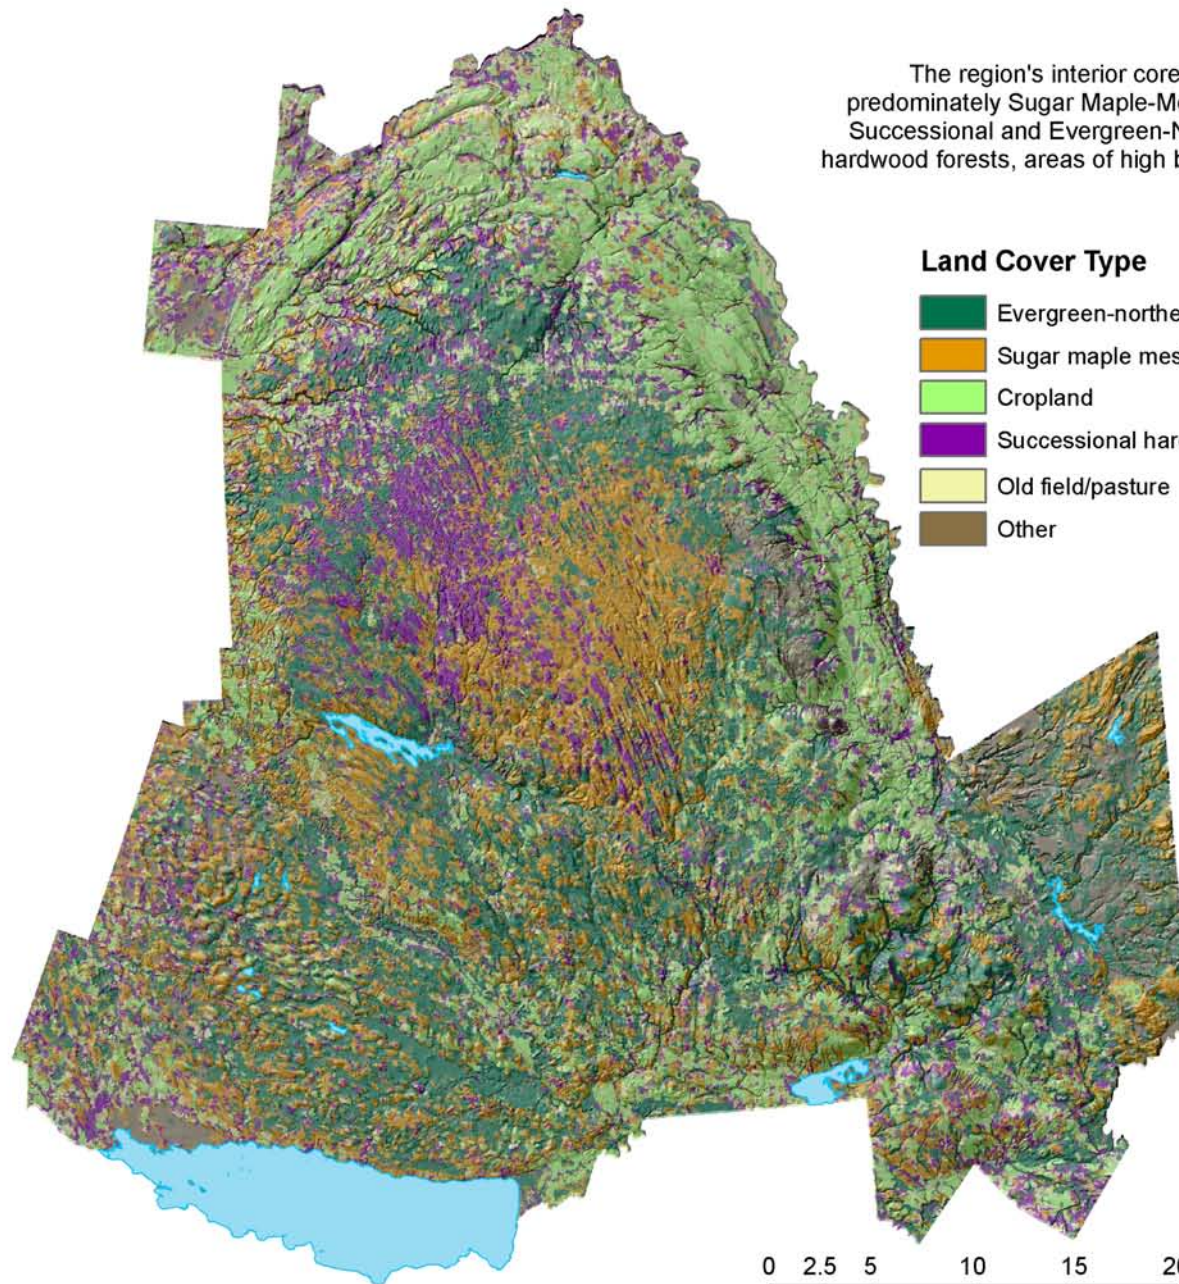 The region's interior core
predominately Sugar Maple-Me
Successional and Evergreen-N
hardwood forests, areas of high b
Land Cover Type
Evergreen-northe
Sugar maple mes
Cropland
Successional har
Old field/pasture
Other
0 2.5 5 10 15 20